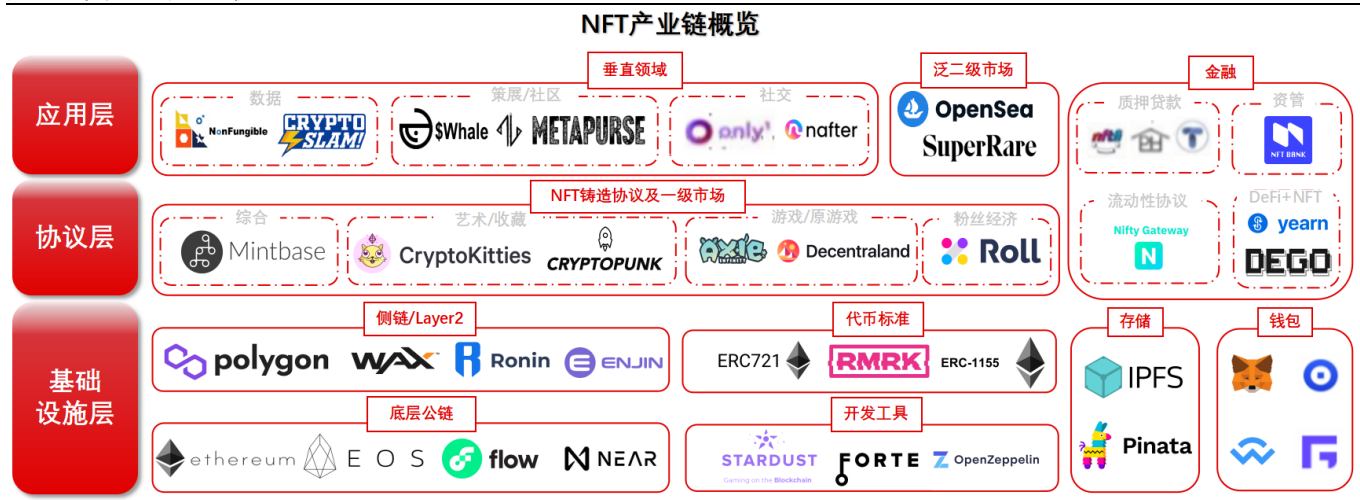 NFT产业链概览
应用层
垂直领域
数据
NonFungible
CRYPTO
SLAM!
策展/社区
$Whale
METAPURSE
社交
only1
nafter
泛二级市场
OpenSea
SuperRare
金融
质押贷款
资管
NFT BANK
流动性协议
Nifty Gateway
N
DeFi+NFT
yearn
DEGO
协议层
NFT铸造协议及一级市场
综合
Mintbase
艺术/收藏
CryptoKitties
CRYPTOPUNK
游戏/原游戏
AXIE
INFINITY
Decentraland
粉丝经济
Roll
基础
设施层
侧链/Layer2
polygon
WAX
Ronin
ENJIN
代币标准
ERC721
RMRK
ERC-1155
底层公链
ethereum
EOS
flow
NEAR
开发工具
STARDUST
Gaming on the Blockchain
FORTE
OpenZeppelin
存储
IPFS
Pinata
钱包